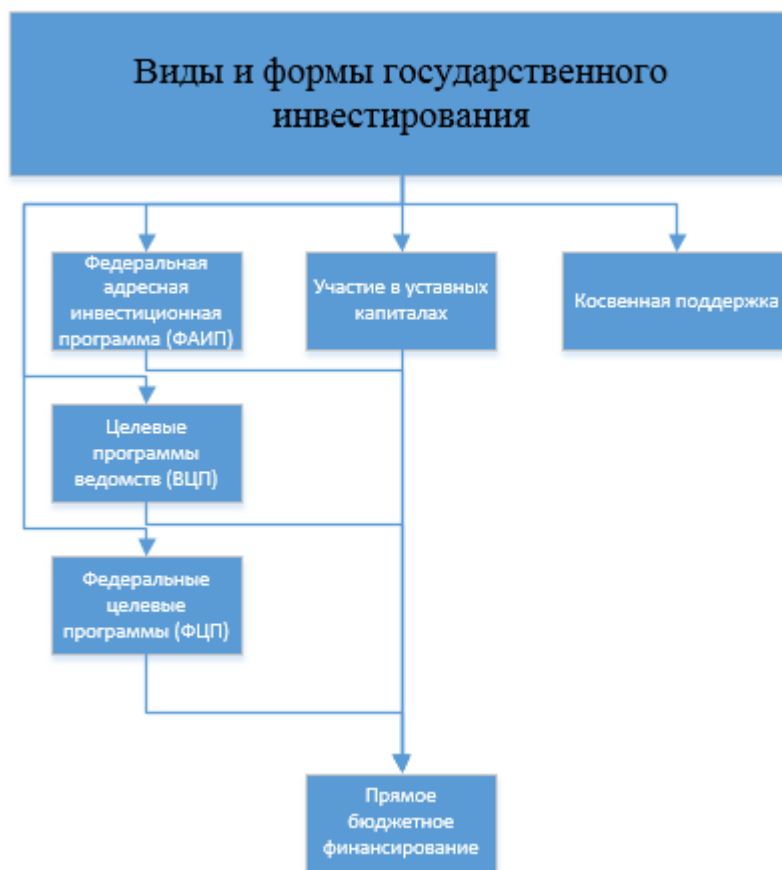 Виды и формы государственного
инвестирования
Федеральная
адресная
инвестиционная
программа (ФАИП)
Участие в уставных
капиталах
Косвенная поддержка
Целевые
программы
ведомств (ВЦП)
Федеральные
целевые
программы (ФЦП)
Прямое
бюджетное
финансирование